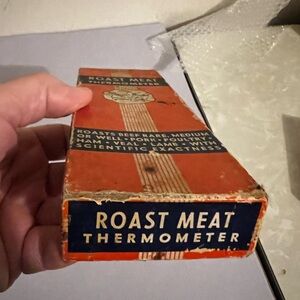 ROAST MEAT
THERMOMETER
ROASTS BEEF RARE, MEDIUM
OR WELL • PORK • POULTRY
HAM • VEAL • LAMB • WITH
SCIENTIFIC EXACTNESS
ROAST MEAT
THERMOMETER